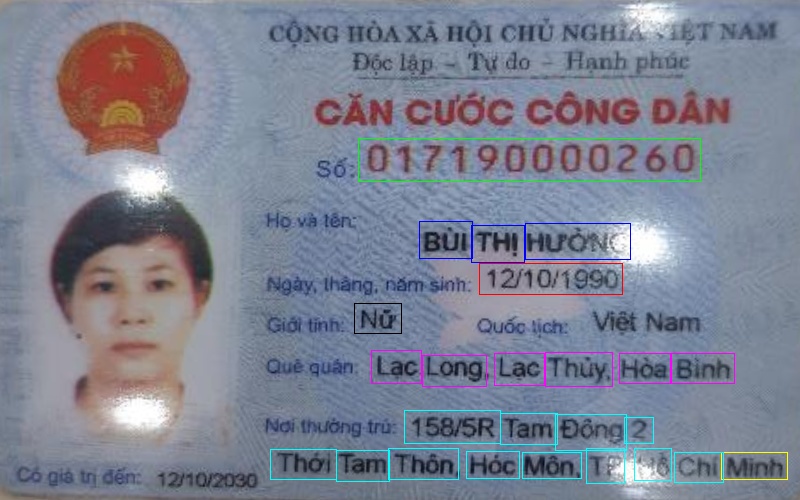 CỘNG HÒA XÃ HỘI CHỦ NGHĨA VIỆT NAM
Độc lập - Tự do - Hạnh phúc
CĂN CƯỚC CÔNG DÂN
Số: 017190000260
Họ và tên:
BÙI THỊ HƯỜNG
Ngày, tháng, năm sinh: 12/10/1990
Giới tính: Nữ Quốc tịch: Việt Nam
Quê quán: Lạc Long, Lạc Thủy, Hòa Bình
Nơi thường trú: 158/5R Tam Đông 2
Thới Tam Thôn, Hóc Môn, TP Hồ Chí Minh
Có giá trị đến: 12/10/2030